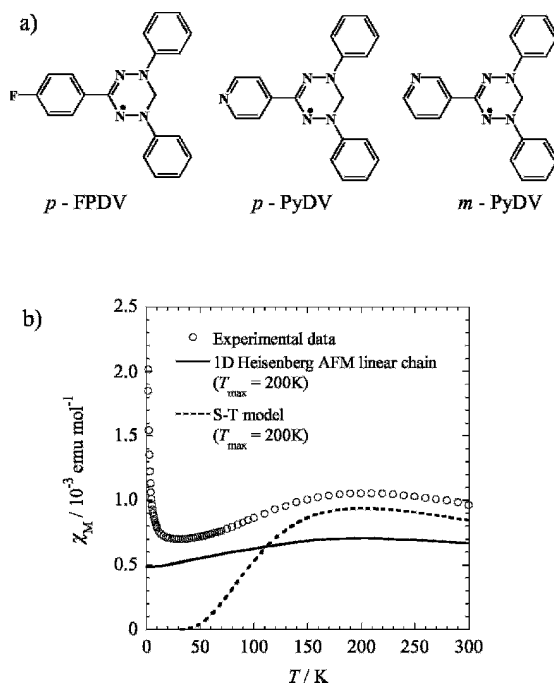 a)
F N N N N
N N N N N
N N N N N
p - FPDV
p - PyDV
m - PyDV
b)
2.5
2.0
1.5
1.0
0.5
0
χM / 10⁻³ emu mol⁻¹
Experimental data
1D Heisenberg AFM linear chain
(Tmax = 200K)
S-T model
(Tmax = 200K)
0 50 100 150 200 250 300
T / K